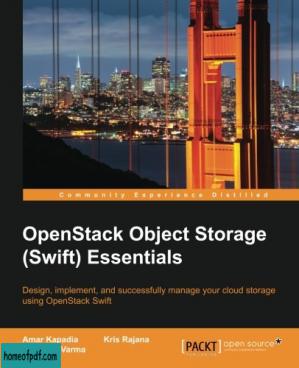 Community Experience Distilled
OpenStack Object Storage
(Swift) Essentials
Design, implement, and successfully manage your cloud storage
using OpenStack Swift
Amar Kapadia Kris Rajana
Varma
PACKT open source
PUBLISHING
homeofpdf.com